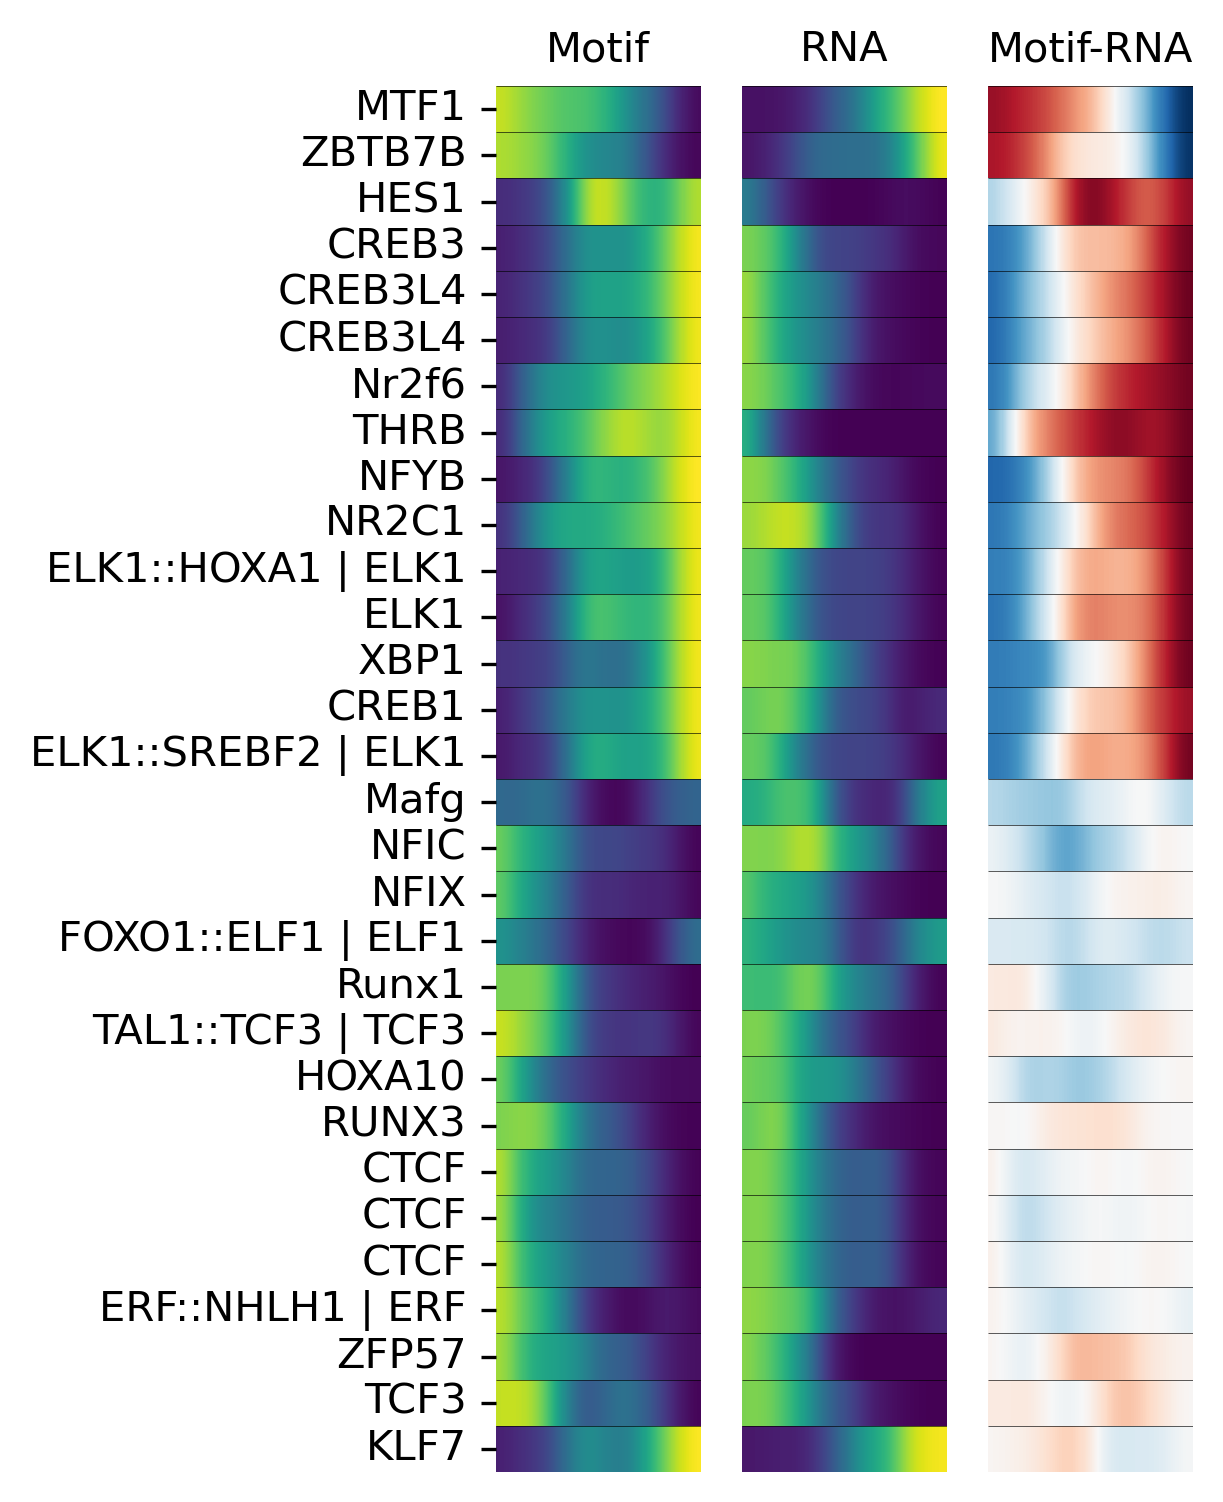 Motif RNA Motif-RNA
MTF1
ZBTB7B
HES1
CREB3
CREB3L4
CREB3L4
Nr2f6
THRB
NFYB
NR2C1
ELK1::HOXA1 | ELK1
ELK1
XBP1
CREB1
ELK1::SREBF2 | ELK1
Mafg
NFIC
NFIX
FOXO1::ELF1 | ELF1
Runx1
TAL1::TCF3 | TCF3
HOXA10
RUNX3
CTCF
CTCF
CTCF
ERF::NHLH1 | ERF
ZFP57
TCF3
KLF7